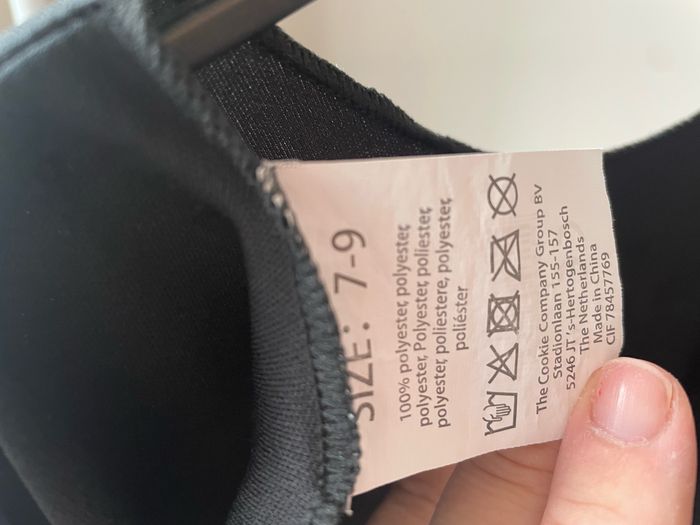 SIZE: 7-9
100% polyester, polyester,
polyester, Polyester, poliester,
polyester, poliestere, polyester,
poliéster
The Cookie Company Group BV
Stadionlaan 155-157
5246 JT 's-Hertogenbosch
The Netherlands
Made in China
CIF 78457769